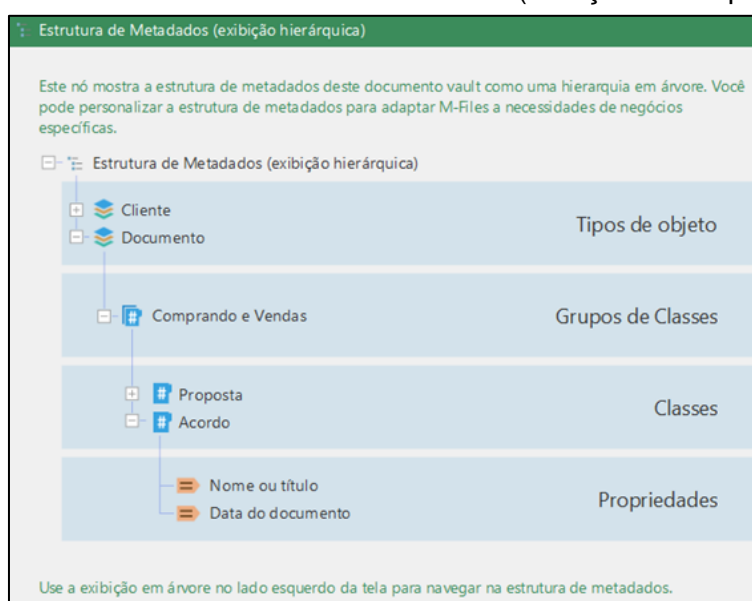 Estrutura de Metadados (exibição hierárquica)
Este nó mostra a estrutura de metadados deste documento vault como uma hierarquia em árvore. Você
pode personalizar a estrutura de metadados para adaptar M-Files a necessidades de negócios
específicas.
Estrutura de Metadados (exibição hierárquica)
Cliente
Documento
Tipos de objeto
Comprando e Vendas
Grupos de Classes
Proposta
Acordo
Classes
Nome ou título
Data do documento
Propriedades
Use a exibição em árvore no lado esquerdo da tela para navegar na estrutura de metadados.